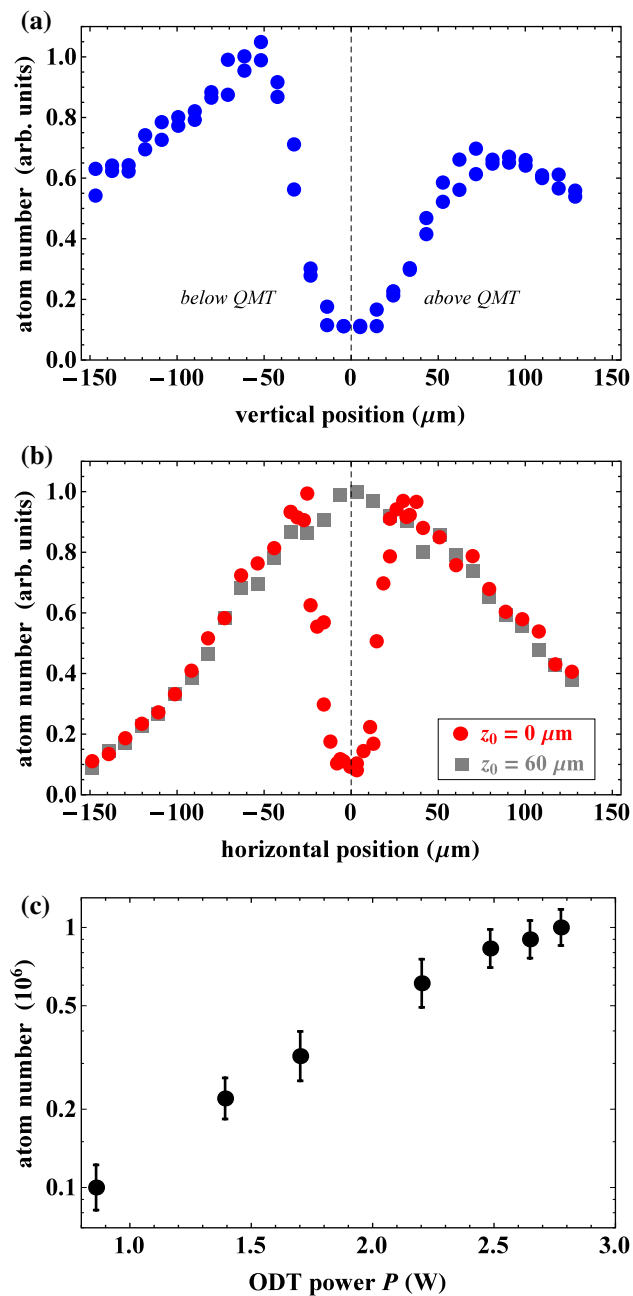 (a)
atom number (arb. units)
1.0
0.8
0.6
0.4
0.2
0.0
below QMT
above QMT
−150 −100 −50 0 50 100 150
vertical position (μm)
(b)
atom number (arb. units)
1.0
0.8
0.6
0.4
0.2
0.0
z₀ = 0 μm
z₀ = 60 μm
−150 −100 −50 0 50 100 150
horizontal position (μm)
(c)
atom number (10⁶)
1
0.5
0.2
0.1
1.0 1.5 2.0 2.5 3.0
ODT power P (W)